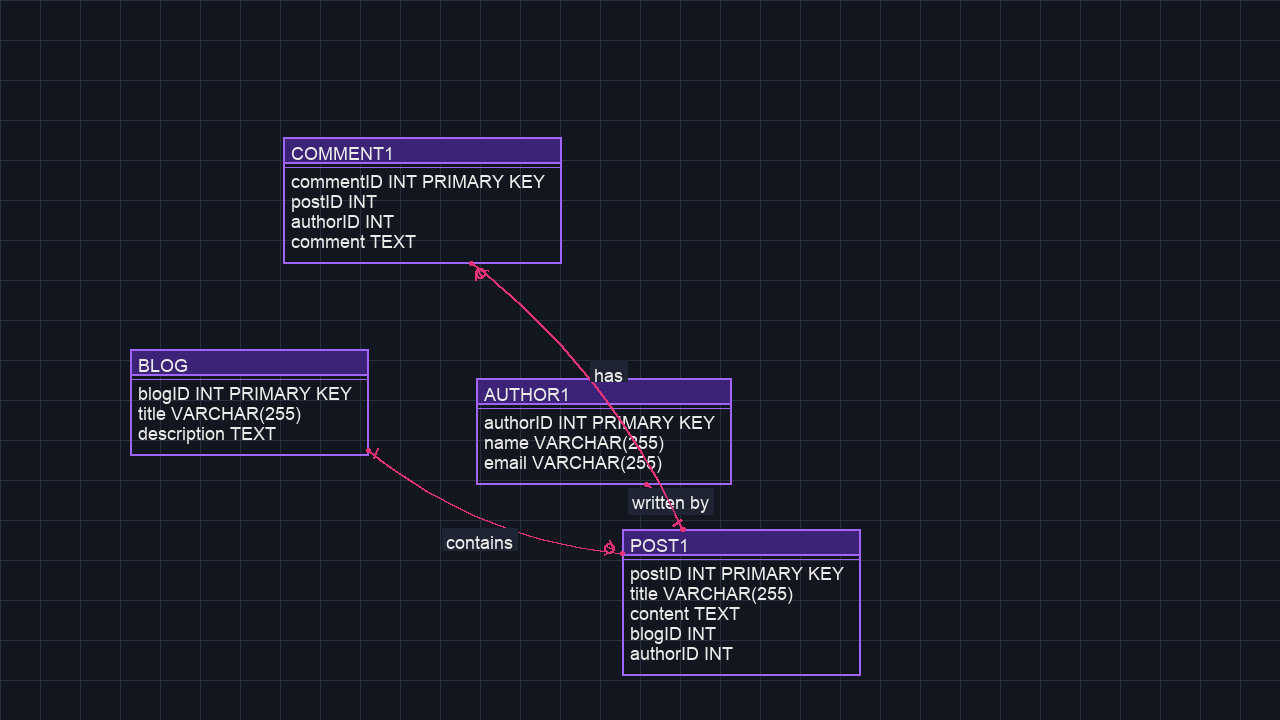 COMMENT1
commentID INT PRIMARY KEY
postID INT
authorID INT
comment TEXT
BLOG
blogID INT PRIMARY KEY
title VARCHAR(255)
description TEXT
has
AUTHOR1
authorID INT PRIMARY KEY
name VARCHAR(255)
email VARCHAR(255)
written by
contains
POST1
postID INT PRIMARY KEY
title VARCHAR(255)
content TEXT
blogID INT
authorID INT